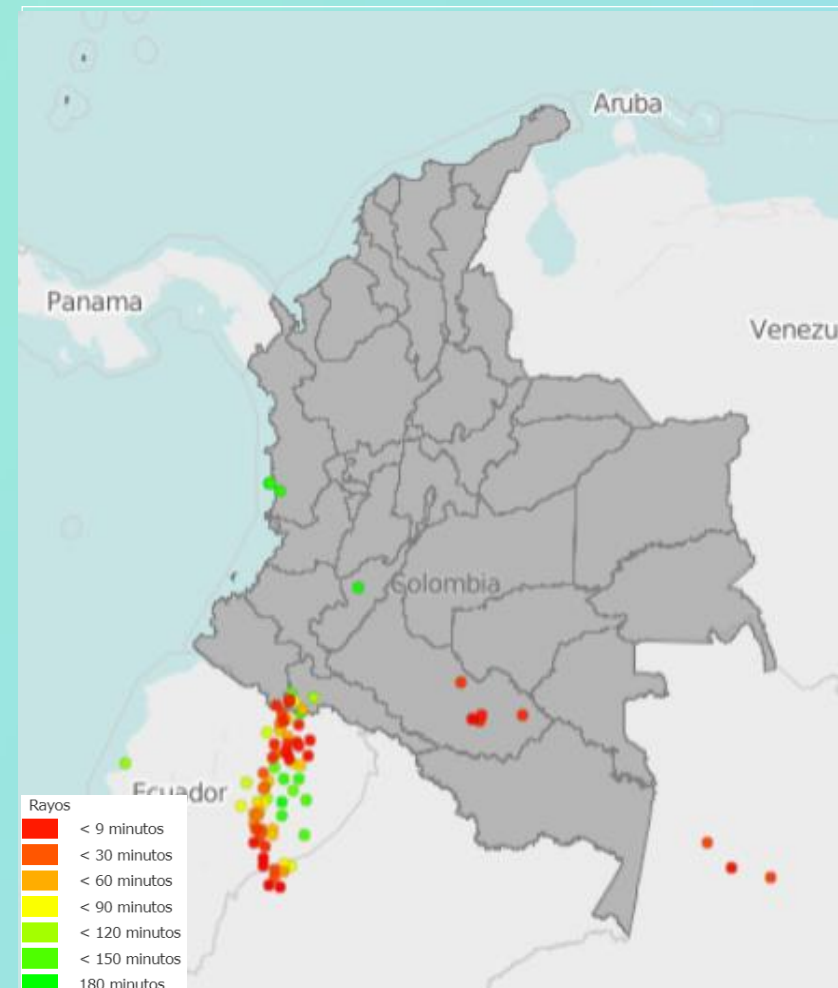 Aruba
Panama
Venezu
Colombia
Ecuador
Rayos
< 9 minutos
< 30 minutos
< 60 minutos
< 90 minutos
< 120 minutos
< 150 minutos
180 minutos